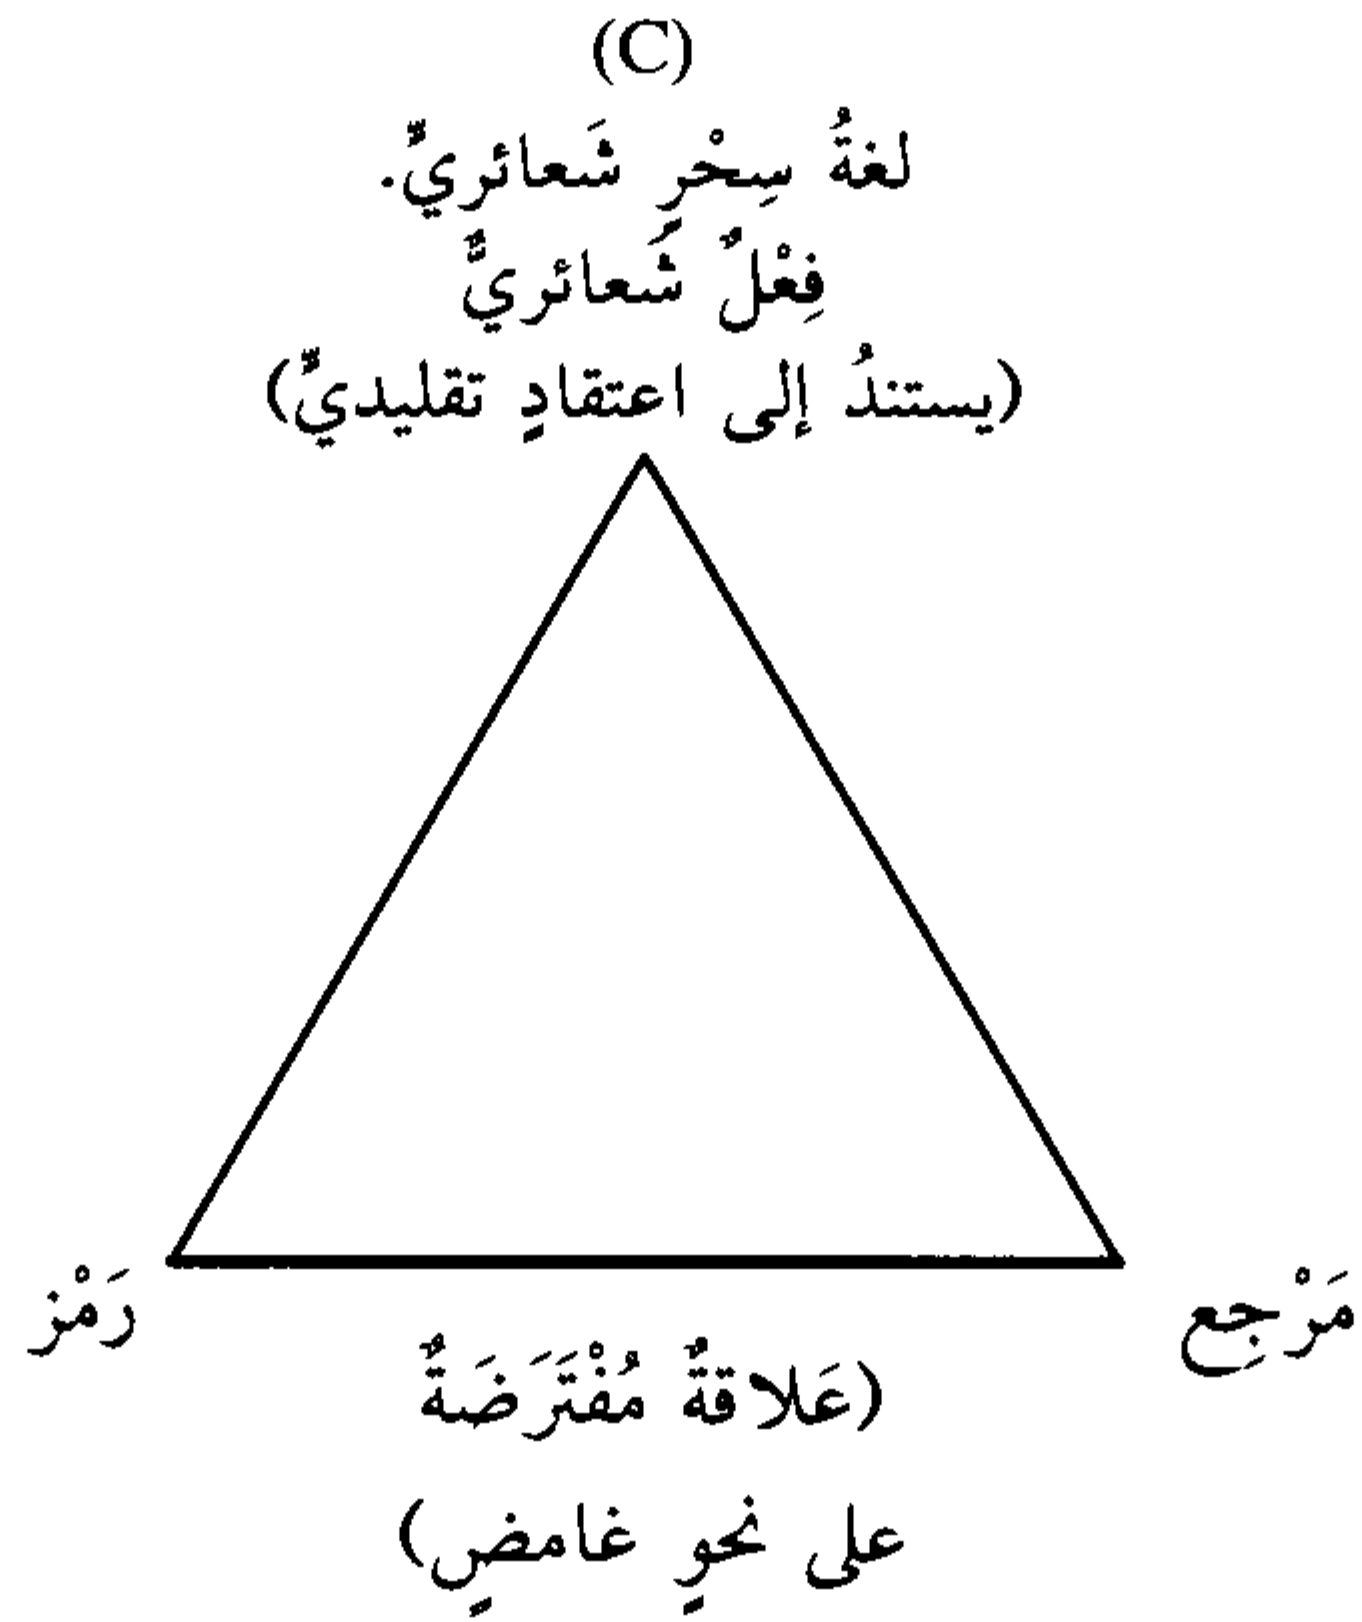 (C)
لغةُ سِحْرٍ شَعائريٍّ.
فِعْلٌ شَعائريٌّ
(يستندُ إلى اعتقادٍ تقليديٍّ)
مَرْجِع
رَمْز
(عَلاقةٌ مُفْتَرَضَةٌ
على نحوٍ غامضٍ)